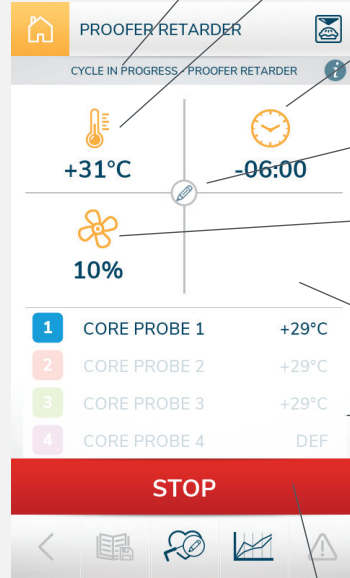 PROOFER RETARDER
CYCLE IN PROGRESS - PROOFER RETARDER
i
+31°C
-06:00
10%
1 CORE PROBE 1 +29°C
2 CORE PROBE 2 +29°C
3 CORE PROBE 3 +29°C
4 CORE PROBE 4 DEF
STOP